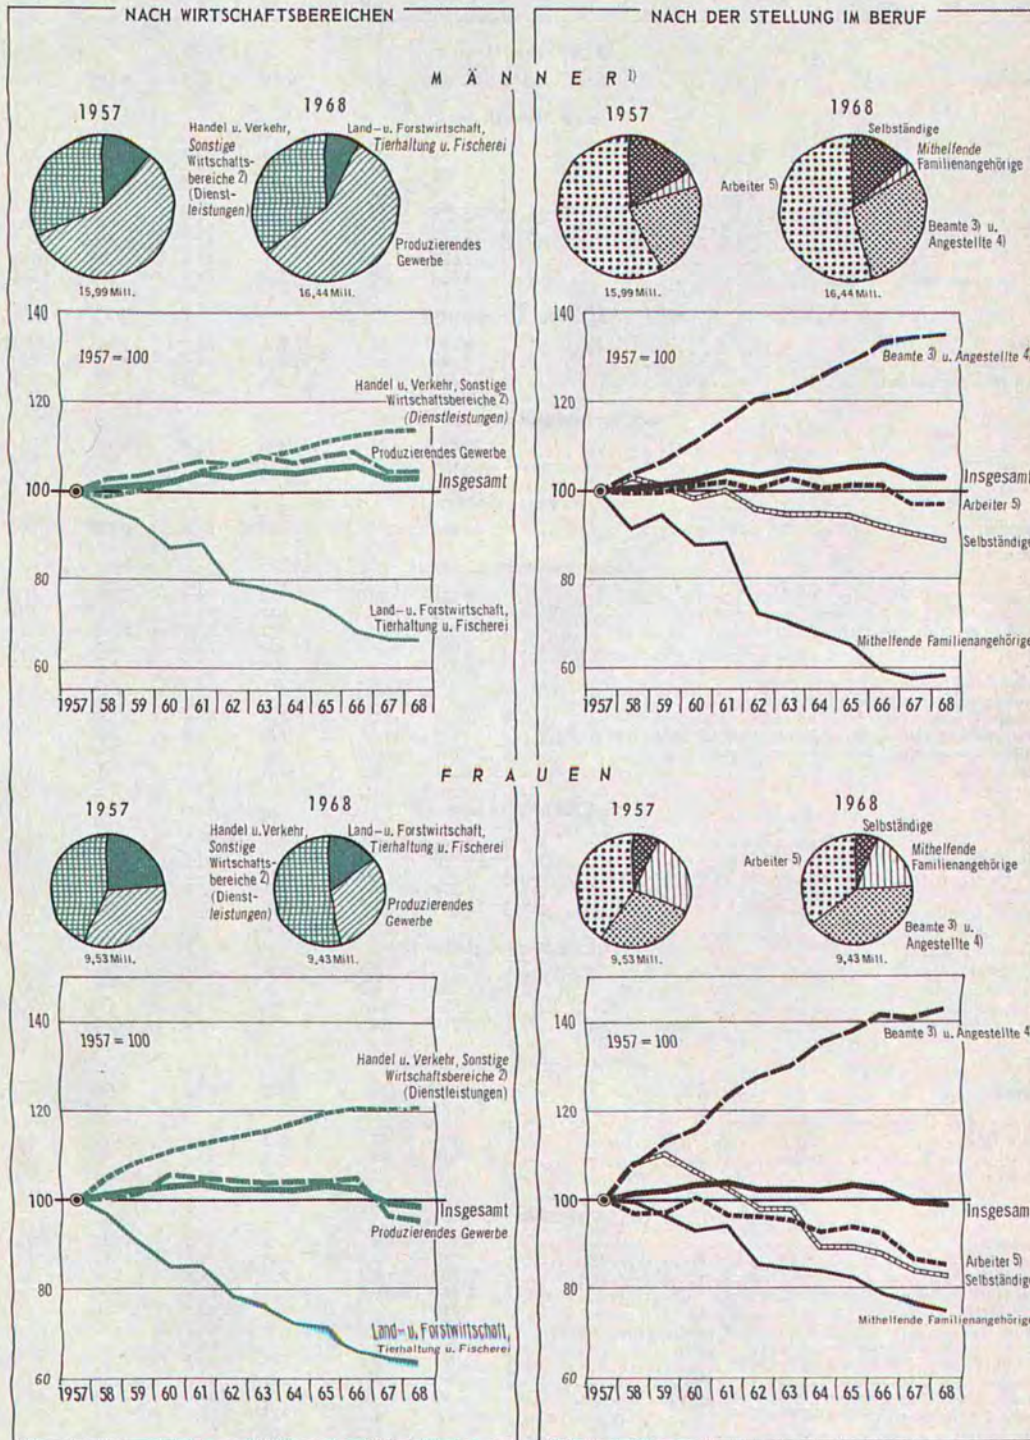 NACH WIRTSCHAFTSBEREICHEN
NACH DER STELLUNG IM BERUF
MÄNNER 1)
1957
1968
Handel u. Verkehr,
Sonstige
Wirtschafts-
bereiche 2)
(Dienst-
leistungen)
Land- u. Forstwirtschaft,
Tierhaltung u. Fischerei
Produzierendes
Gewerbe
15,99 Mill.
16,44 Mill.
1957
1968
Arbeiter 5)
Selbständige
Mithelfende
Familienangehörige
Beamte 3) u.
Angestellte 4)
15,99 Mill.
16,44 Mill.
140
120
100
80
60
1957 = 100
Handel u. Verkehr, Sonstige
Wirtschaftsbereiche 2)
(Dienstleistungen)
Produzierendes Gewerbe
Insgesamt
Land- u. Forstwirtschaft,
Tierhaltung u. Fischerei
1957 58 59 60 61 62 63 64 65 66 67 68
140
120
100
80
60
1957 = 100
Beamte 3) u. Angestellte 4)
Insgesamt
Arbeiter 5)
Selbständige
Mithelfende Familienangehörige
1957 58 59 60 61 62 63 64 65 66 67 68
FRAUEN
1957
1968
Handel u. Verkehr,
Sonstige
Wirtschafts-
bereiche 2)
(Dienst-
leistungen)
Land- u. Forstwirtschaft,
Tierhaltung u. Fischerei
Produzierendes
Gewerbe
9,53 Mill.
9,43 Mill.
1957
1968
Arbeiter 5)
Selbständige
Mithelfende
Familienangehörige
Beamte 3) u.
Angestellte 4)
9,53 Mill.
9,43 Mill.
140
120
100
80
60
1957 = 100
Handel u. Verkehr, Sonstige
Wirtschaftsbereiche 2)
(Dienstleistungen)
Insgesamt
Produzierendes Gewerbe
Land- u. Forstwirtschaft,
Tierhaltung u. Fischerei
1957 58 59 60 61 62 63 64 65 66 67 68
140
120
100
80
60
1957 = 100
Beamte 3) u. Angestellte 4)
Insgesamt
Arbeiter 5)
Selbständige
Mithelfende Familienangehörige
1957 58 59 60 61 62 63 64 65 66 67 68